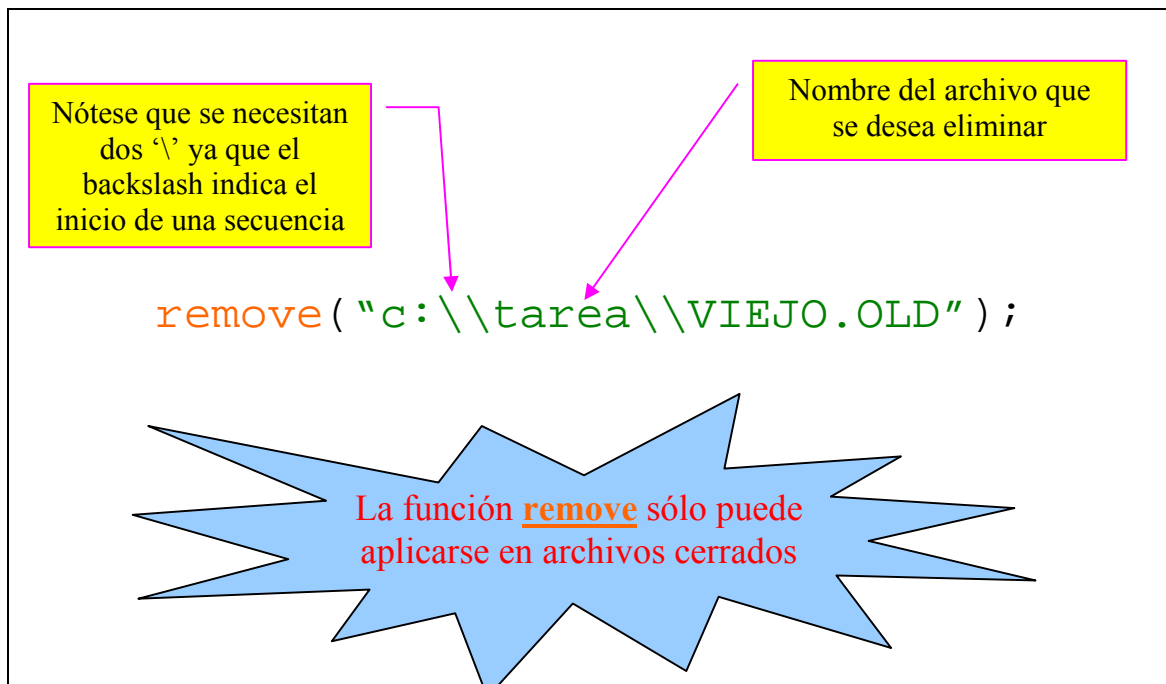 Nótese que se necesitan
dos ‘\’ ya que el
backslash indica el
inicio de una secuencia
Nombre del archivo que
se desea eliminar
remove(“c:\\tarea\\VIEJO.OLD”);
La función remove sólo puede
aplicarse en archivos cerrados